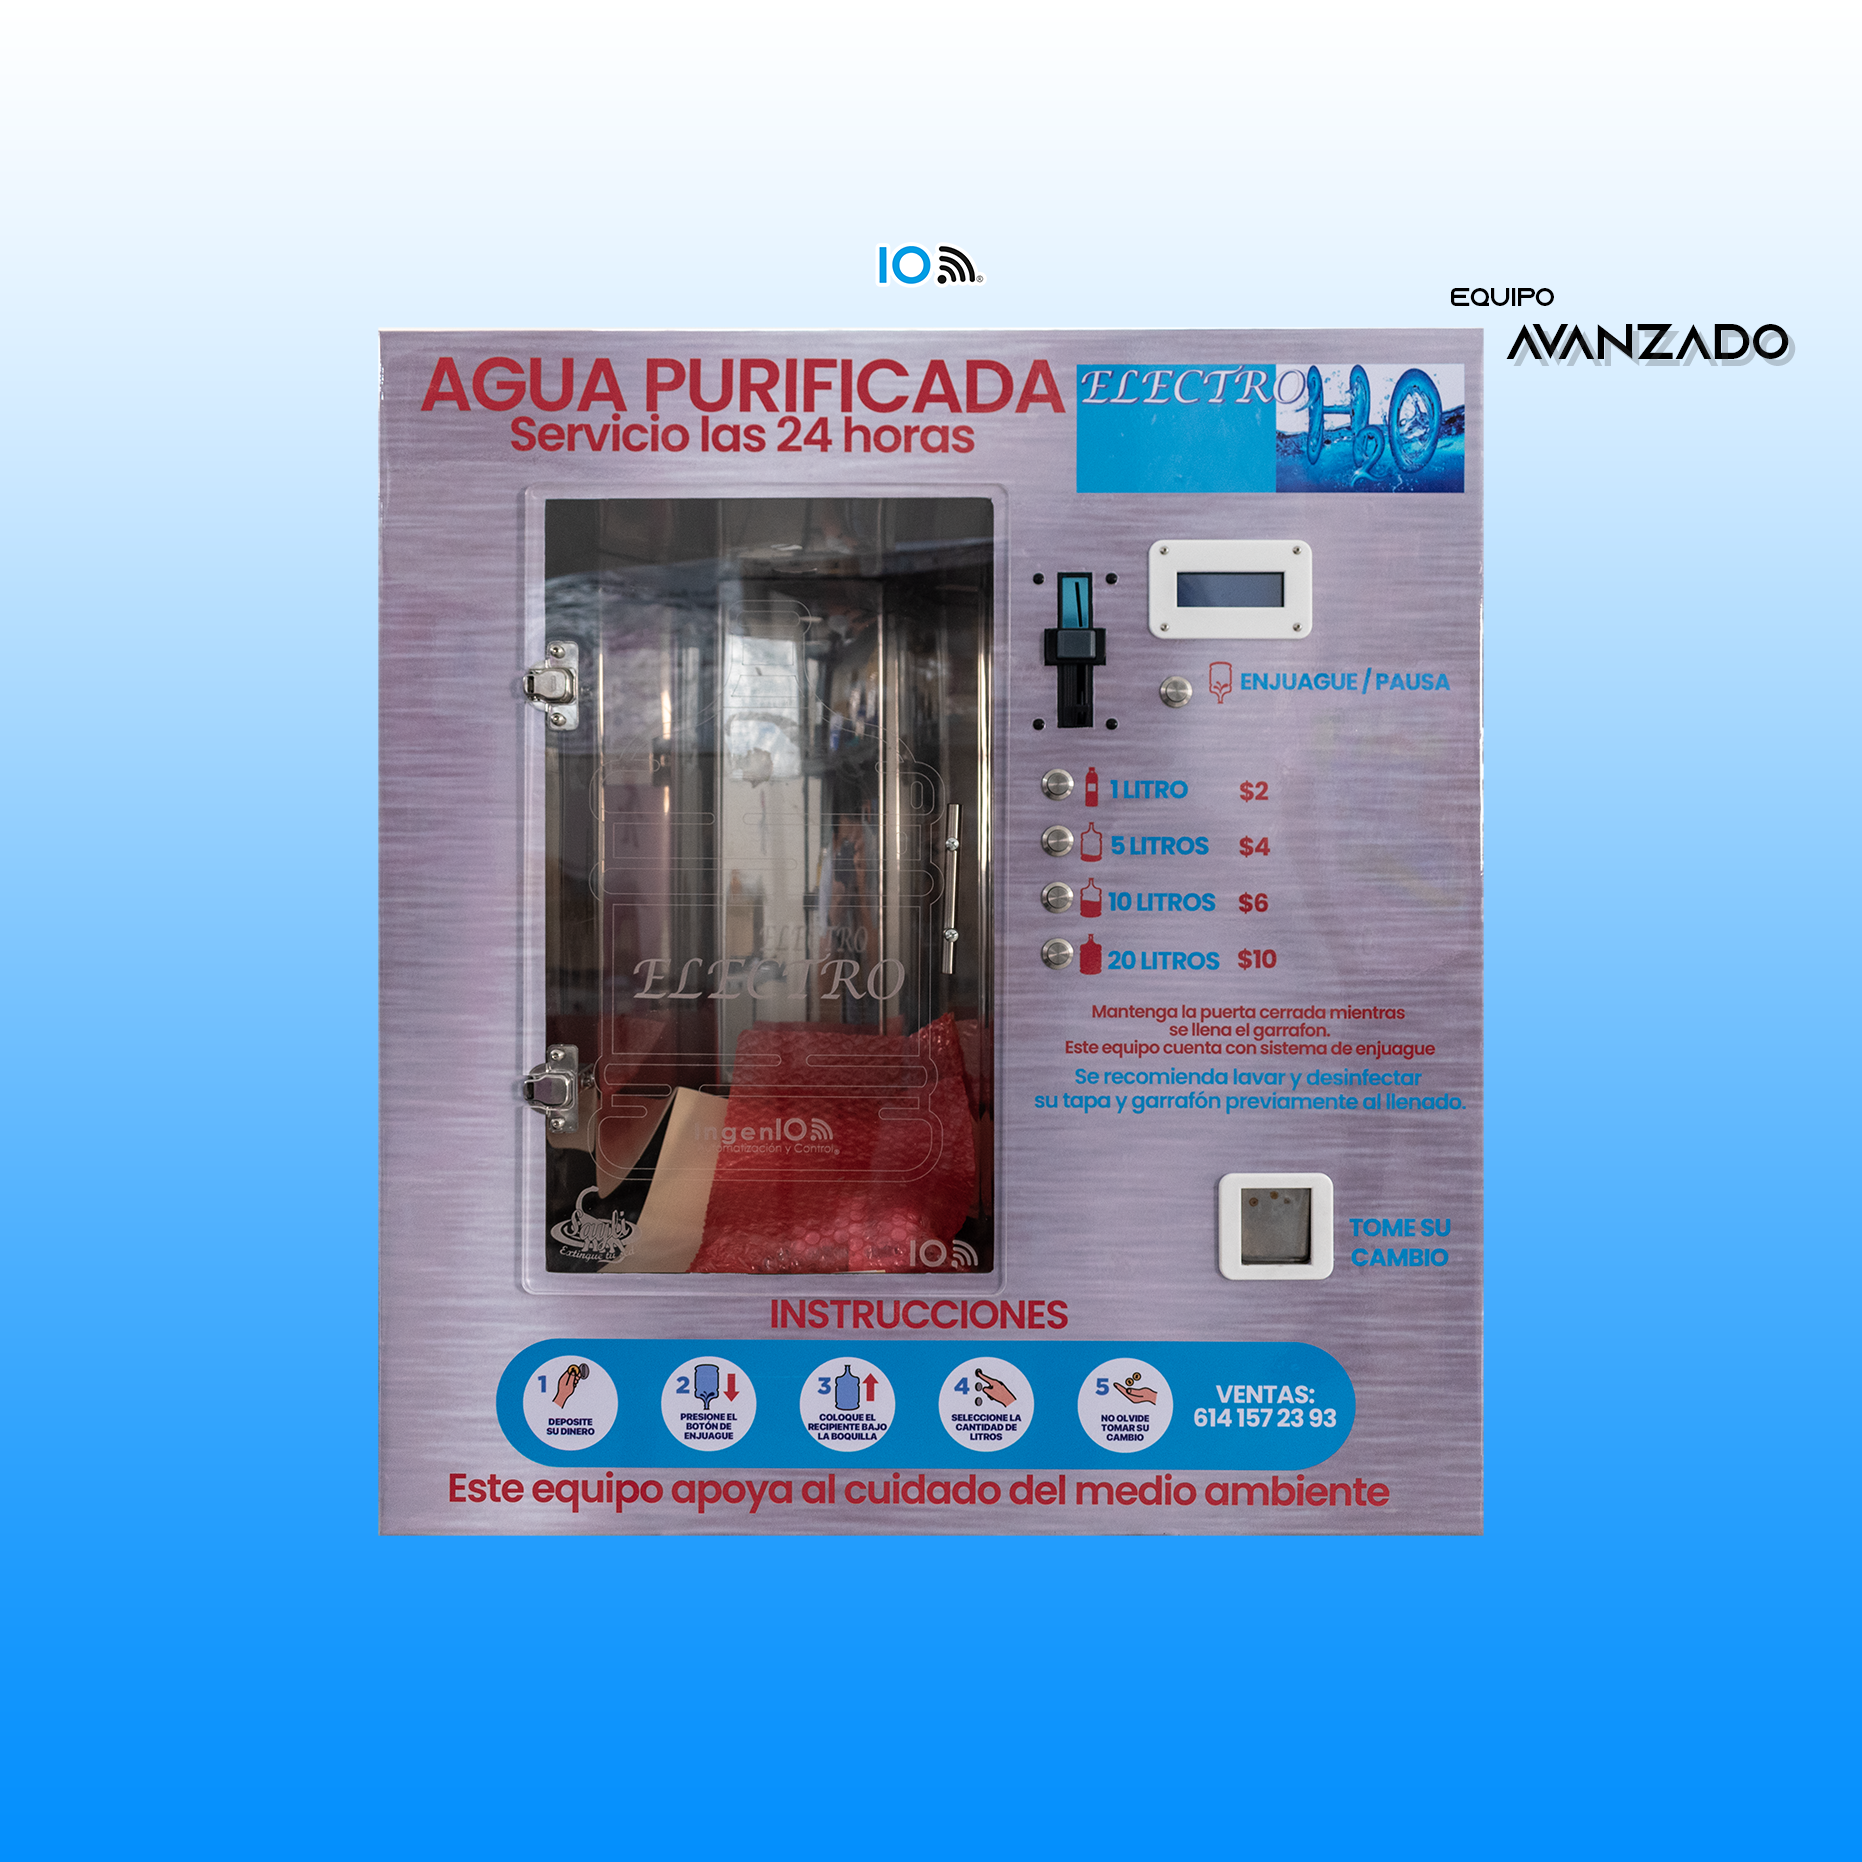 IO
EQUIPO
AVANZADO
AGUA PURIFICADA
Servicio las 24 horas
ELECTRO
H2O
ENJUAGUE / PAUSA
1 LITRO $2
5 LITROS $4
10 LITROS $6
20 LITROS $10
Mantenga la puerta cerrada mientras
se llena el garrafon.
Este equipo cuenta con sistema de enjuague
Se recomienda lavar y desinfectar
su tapa y garrafón previamente al llenado.
ELECTRO
IngenIO
Automatización y Control
Extingue tu
IO
TOME SU
CAMBIO
INSTRUCCIONES
1
DEPOSITE
SU DINERO
2
PRESIONE EL
BOTÓN DE
ENJUAGUE
3
COLOQUE EL
RECIPIENTE BAJO
LA BOQUILLA
4
SELECCIONE LA
CANTIDAD DE
LITROS
5
NO OLVIDE
TOMAR SU
CAMBIO
VENTAS:
614 157 23 93
Este equipo apoya al cuidado del medio ambiente